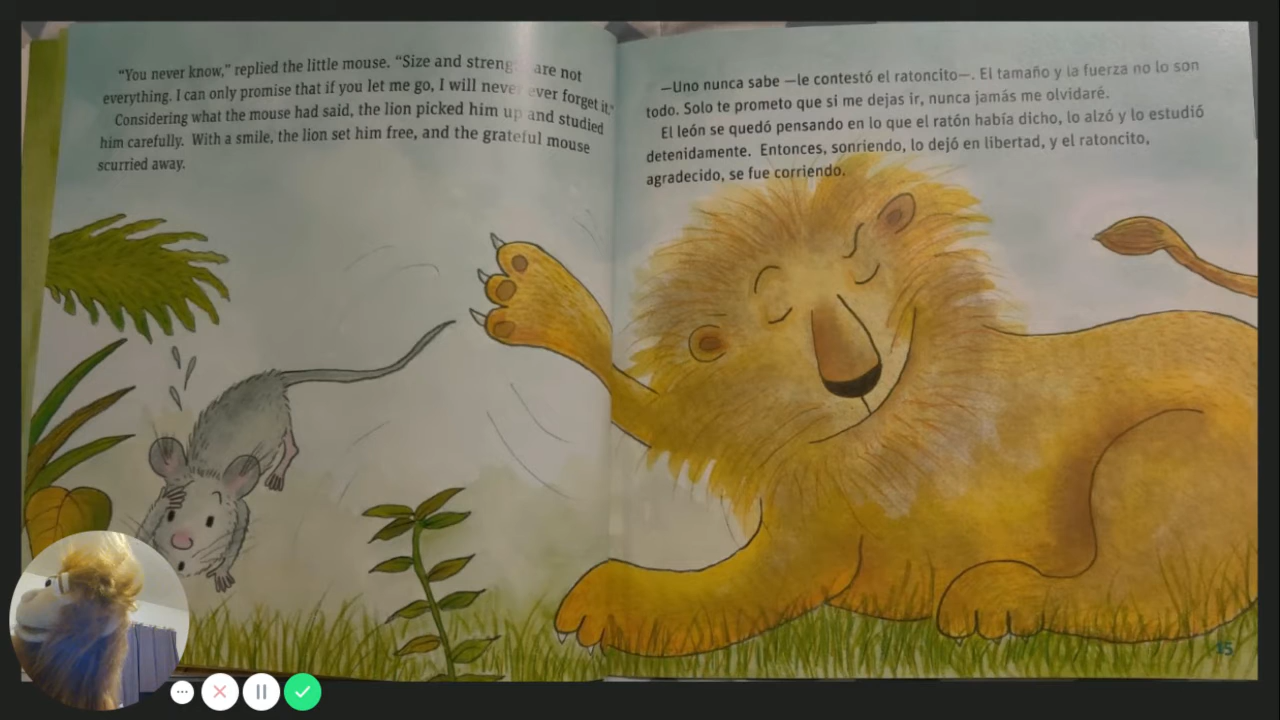 "You never know," replied the little mouse. "Size and streng are not
everything. I can only promise that if you let me go, I will never ever forget it."
Considering what the mouse had said, the lion picked him up and studied
him carefully. With a smile, the lion set him free, and the grateful mouse
scurried away.
—Uno nunca sabe —le contestó el ratoncito—. El tamaño y la fuerza no lo son
todo. Solo te prometo que si me dejas ir, nunca jamás me olvidaré.
El león se quedó pensando en lo que el ratón había dicho, lo alzó y lo estudió
detenidamente. Entonces, sonriendo, lo dejó en libertad, y el ratoncito,
agradecido, se fue corriendo.
15